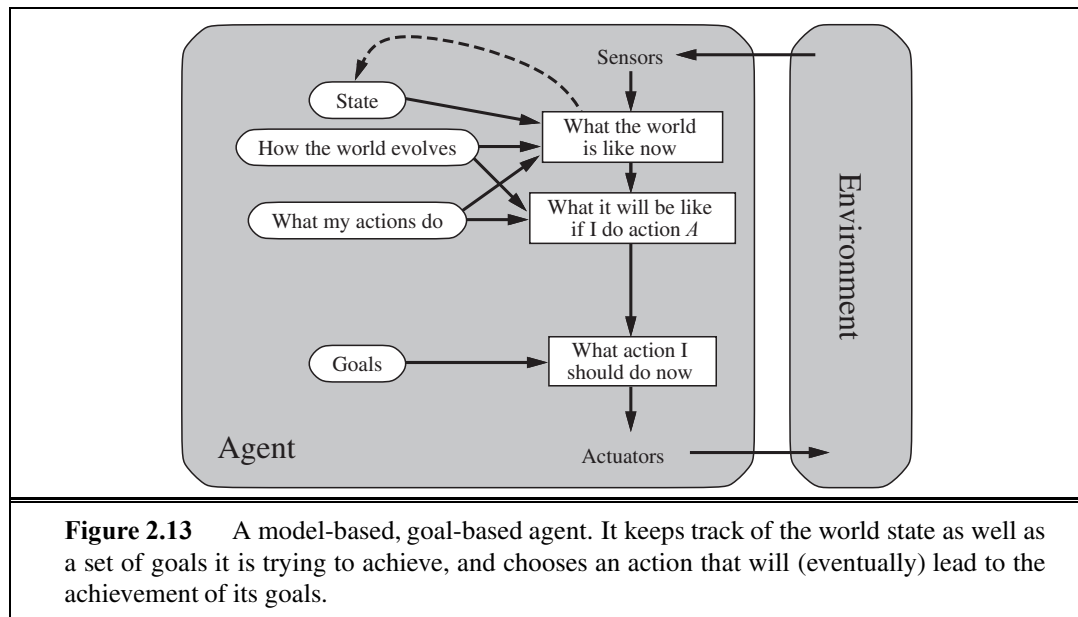 Sensors
State
What the world
is like now
How the world evolves
What my actions do
What it will be like
if I do action A
Goals
What action I
should do now
Agent
Actuators
Environment
Figure 2.13 A model-based, goal-based agent. It keeps track of the world state as well as
a set of goals it is trying to achieve, and chooses an action that will (eventually) lead to the
achievement of its goals.